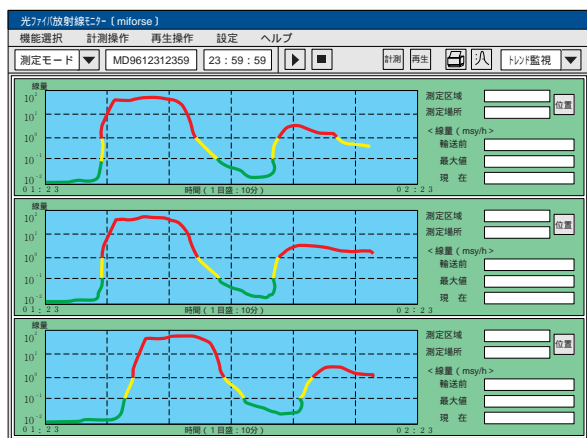 光ファイバ放射線モニター〔miforse〕
機能選択 計測操作 再生操作 設定 ヘルプ
測定モード MD9612312359 23：59：59 計測 再生 トレンド監視
線量
10²
10¹
10⁰
10⁻¹
10⁻²
01：23 時間（1目盛：10分） 02：23
測定区域
測定場所
位置
＜線量（msy/h＞
輸送前
最大値
現 在
線量
10²
10¹
10⁰
10⁻¹
10⁻²
01：23 時間（1目盛：10分） 02：23
測定区域
測定場所
位置
＜線量（msy/h＞
輸送前
最大値
現 在
線量
10²
10¹
10⁰
10⁻¹
10⁻²
01：23 時間（1目盛：10分） 02：23
測定区域
測定場所
位置
＜線量（msy/h＞
輸送前
最大値
現 在